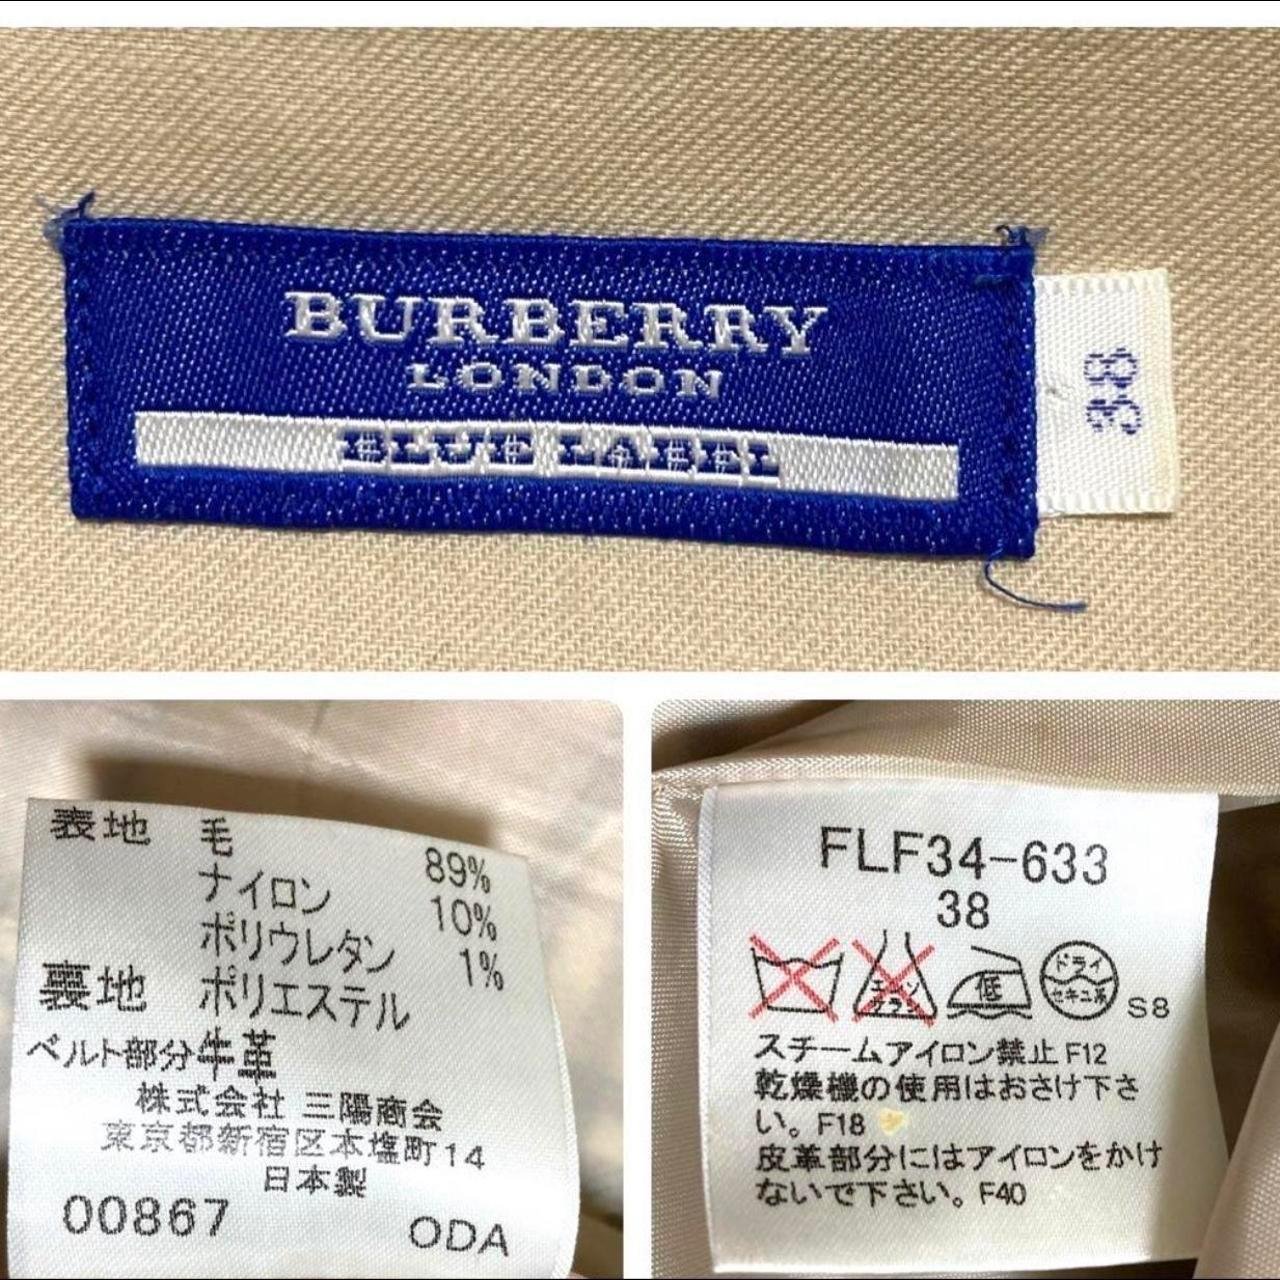 BURBERRY
LONDON
BLUE LABEL
38
表地 毛 89%
ナイロン 10%
ポリウレタン 1%
裏地 ポリエステル
ベルト部分 牛革
株式会社 三陽商会
東京都新宿区本塩町14
日本製
00867 ODA
FLF34-633
38
エンソ
クラ
低
ドライ
セキユ系
S8
スチームアイロン禁止 F12
乾燥機の使用はおさけ下さ
い。F18
皮革部分にはアイロンをかけ
ないで下さい。F40